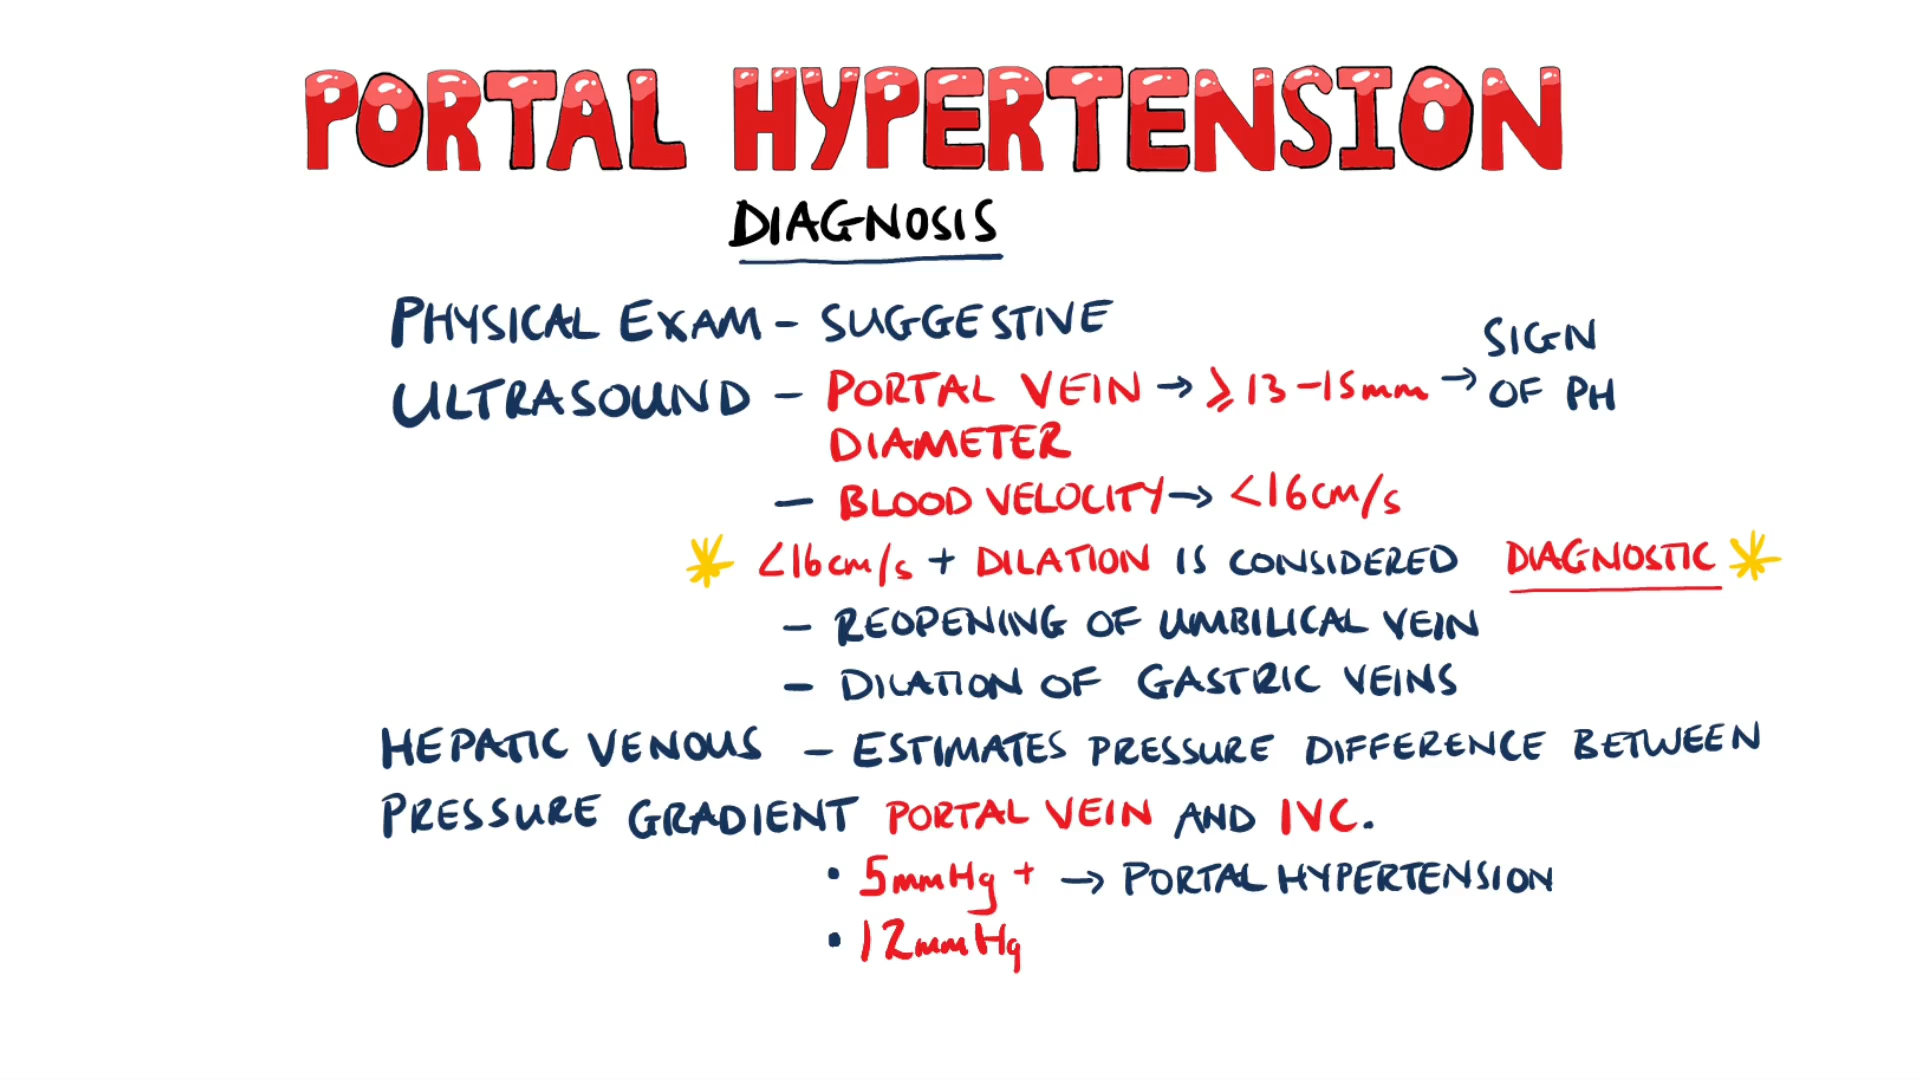 PORTAL HYPERTENSION
DIAGNOSIS
PHYSICAL EXAM - SUGGESTIVE
ULTRASOUND - PORTAL VEIN → ≥ 13-15mm → SIGN OF PH
DIAMETER
- BLOOD VELOCITY → <16cm/s
* <16cm/s + DILATION IS CONSIDERED DIAGNOSTIC *
- REOPENING OF UMBILICAL VEIN
- DILATION OF GASTRIC VEINS
HEPATIC VENOUS - ESTIMATES PRESSURE DIFFERENCE BETWEEN
PRESSURE GRADIENT PORTAL VEIN AND IVC.
• 5mmHg + → PORTAL HYPERTENSION
• 12mmHg